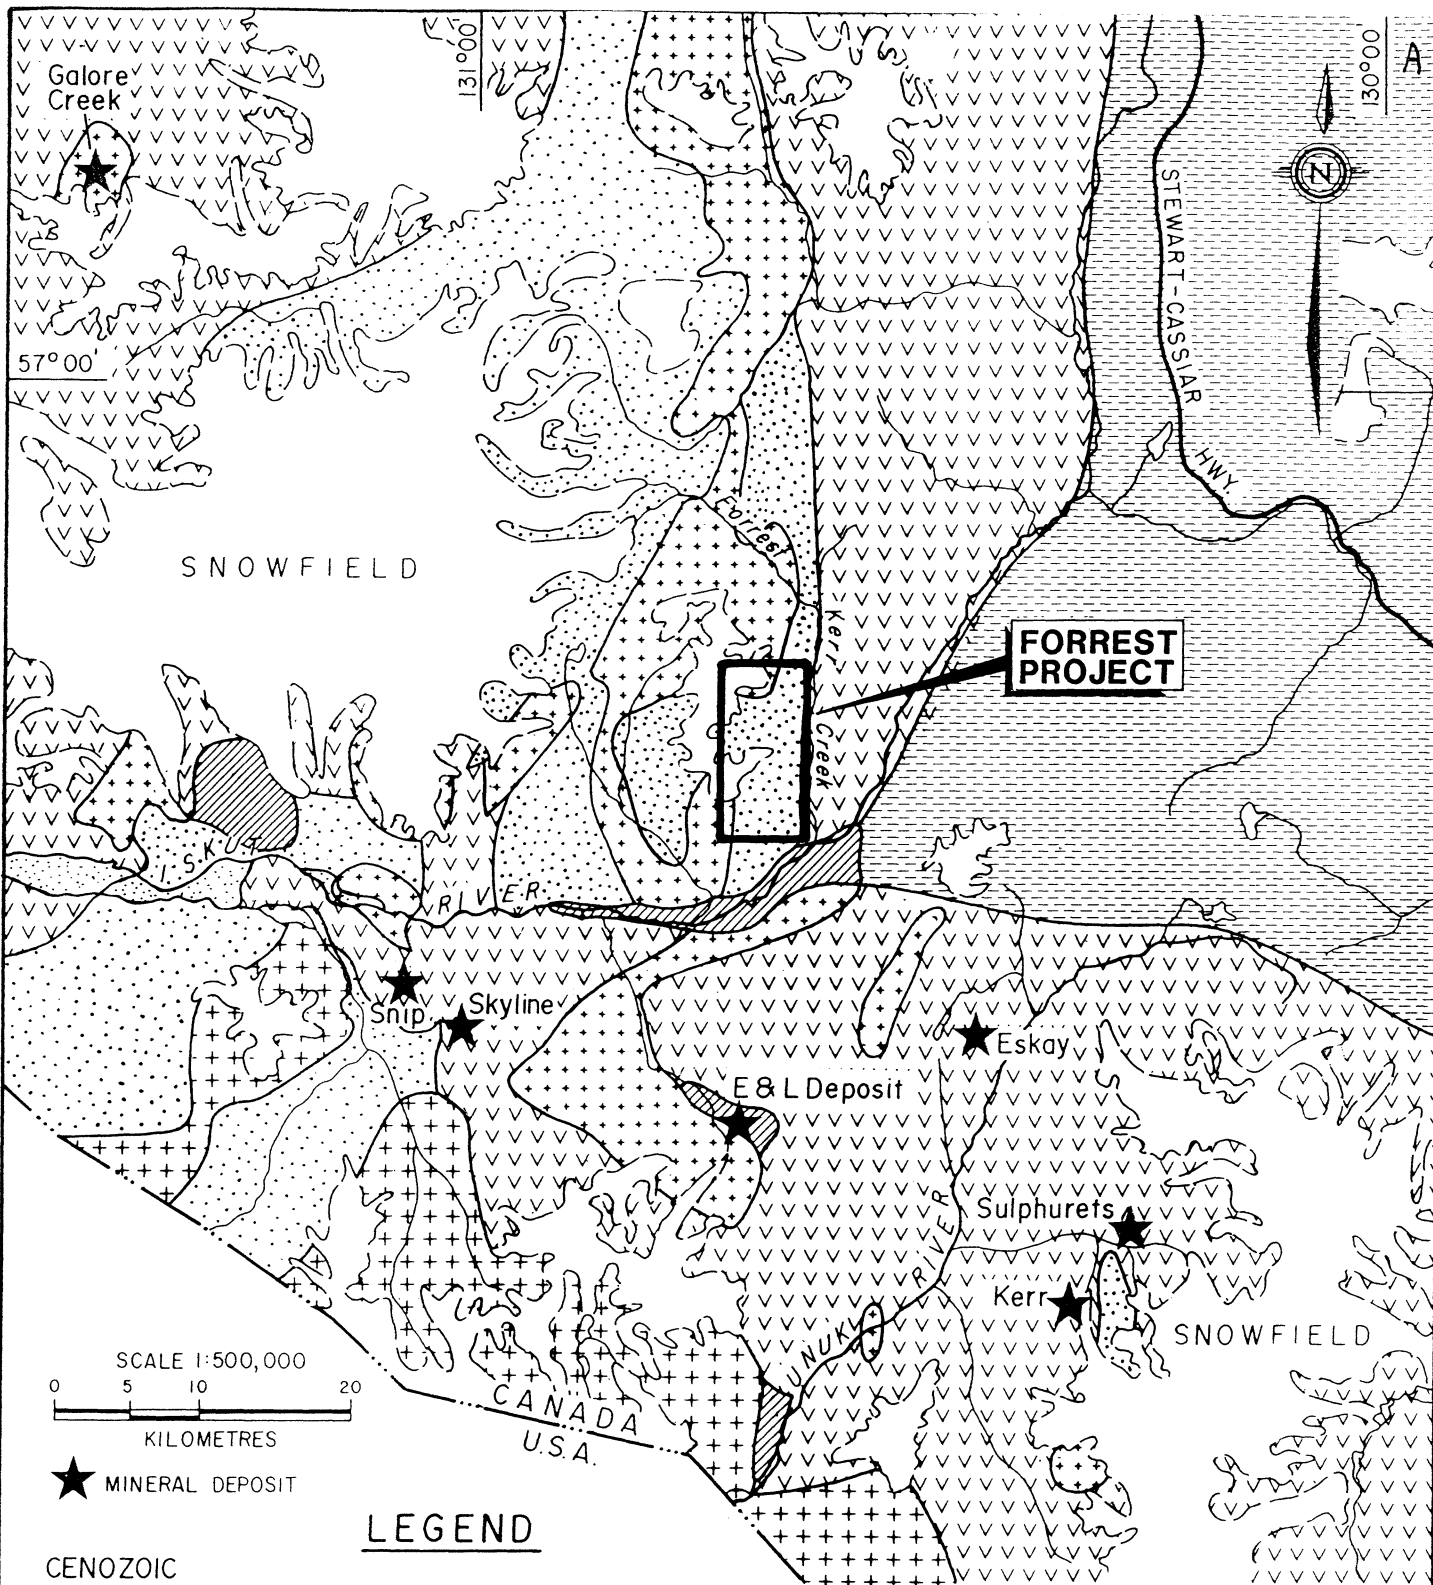 Galore
Creek
131°00'
130°00'
A
N
STEWART-CASSIAR
HWY
57°00'
SNOWFIELD
Forrest
Kerr
Creek
FORREST
PROJECT
ISKUT
RIVER
Snip
Skyline
Eskay
E & L Deposit
Sulphurets
Kerr
SNOWFIELD
UNUK
RIVER
SCALE 1:500,000
0 5 10 20
KILOMETRES
MINERAL DEPOSIT
CANADA
U.S.A.
LEGEND
CENOZOIC